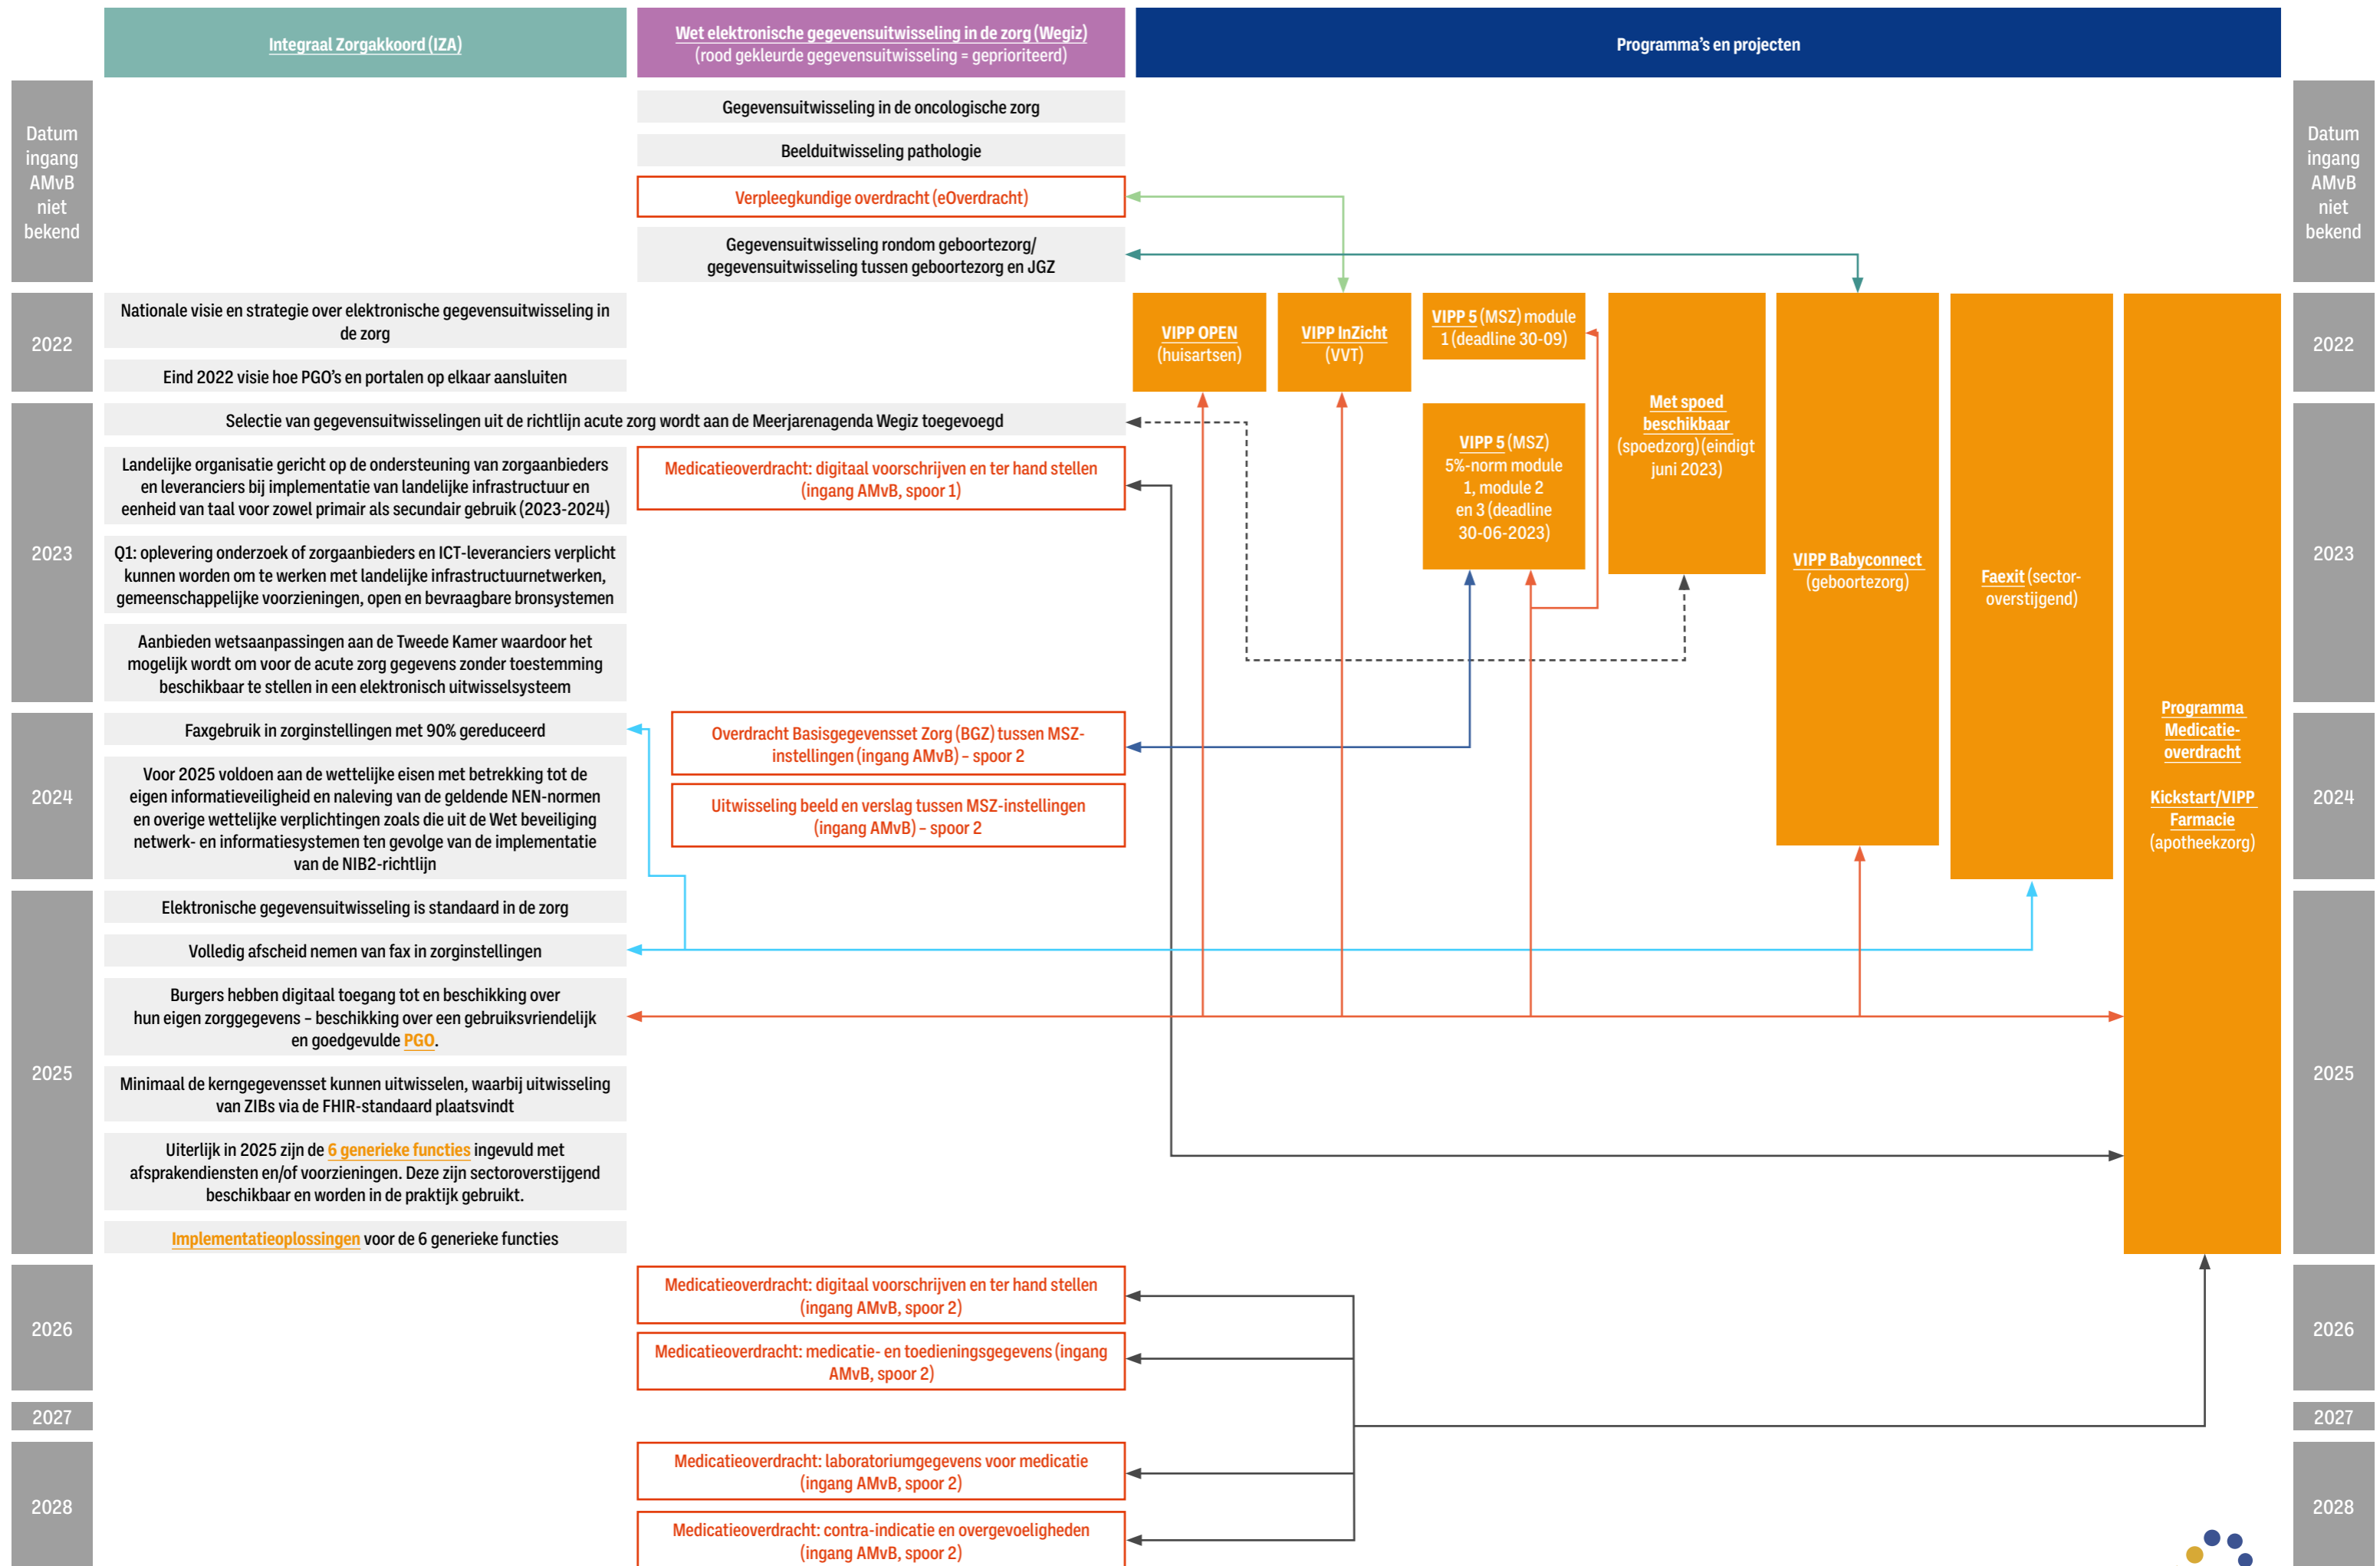 Integraal Zorgakkoord (IZA)
Wet elektronische gegevensuitwisseling in de zorg (Wegiz)
(rood gekleurde gegevensuitwisseling = geprioriteerd)
Programma's en projecten
Datum
ingang
AMvB
niet
bekend
Gegevensuitwisseling in de oncologische zorg
Beelduitwisseling pathologie
Verpleegkundige overdracht (eOverdracht)
Gegevensuitwisseling rondom geboortezorg/
gegevensuitwisseling tussen geboortezorg en JGZ
Datum
ingang
AMvB
niet
bekend
2022
Nationale visie en strategie over elektronische gegevensuitwisseling in
de zorg
Eind 2022 visie hoe PGO's en portalen op elkaar aansluiten
VIPP OPEN
(huisartsen)
VIPP InZicht
(VVT)
VIPP 5 (MSZ) module
1 (deadline 30-09)
2022
2023
Selectie van gegevensuitwisselingen uit de richtlijn acute zorg wordt aan de Meerjarenagenda Wegiz toegevoegd
Landelijke organisatie gericht op de ondersteuning van zorgaanbieders
en leveranciers bij implementatie van landelijke infrastructuur en
eenheid van taal voor zowel primair als secundair gebruik (2023-2024)
Q1: oplevering onderzoek of zorgaanbieders en ICT-leveranciers verplicht
kunnen worden om te werken met landelijke infrastructuurnetwerken,
gemeenschappelijke voorzieningen, open en bevraagbare bronsystemen
Aanbieden wetsaanpassingen aan de Tweede Kamer waardoor het
mogelijk wordt om voor de acute zorg gegevens zonder toestemming
beschikbaar te stellen in een elektronisch uitwisselsysteem
Medicatieoverdracht: digitaal voorschrijven en ter hand stellen
(ingang AMvB, spoor 1)
VIPP 5 (MSZ)
5%-norm module
1, module 2
en 3 (deadline
30-06-2023)
Met spoed
beschikbaar
(spoedzorg) (eindigt
juni 2023)
VIPP Babyconnect
(geboortezorg)
Faexit (sector-
overstijgend)
2023
2024
Faxgebruik in zorginstellingen met 90% gereduceerd
Voor 2025 voldoen aan de wettelijke eisen met betrekking tot de
eigen informatieveiligheid en naleving van de geldende NEN-normen
en overige wettelijke verplichtingen zoals die uit de Wet beveiliging
netwerk- en informatiesystemen ten gevolge van de implementatie
van de NIB2-richtlijn
Overdracht Basisgegevensset Zorg (BGZ) tussen MSZ-
instellingen (ingang AMvB) – spoor 2
Uitwisseling beeld en verslag tussen MSZ-instellingen
(ingang AMvB) – spoor 2
Programma
Medicatie-
overdracht
Kickstart/VIPP
Farmacie
(apotheekzorg)
2024
2025
Elektronische gegevensuitwisseling is standaard in de zorg
Volledig afscheid nemen van fax in zorginstellingen
Burgers hebben digitaal toegang tot en beschikking over
hun eigen zorggegevens – beschikking over een gebruiksvriendelijk
en goedgevulde PGO.
Minimaal de kerngegevensset kunnen uitwisselen, waarbij uitwisseling
van ZIBs via de FHIR-standaard plaatsvindt
Uiterlijk in 2025 zijn de 6 generieke functies ingevuld met
afsprakendiensten en/of voorzieningen. Deze zijn sectoroverstijgend
beschikbaar en worden in de praktijk gebruikt.
Implementatieoplossingen voor de 6 generieke functies
2025
2026
Medicatieoverdracht: digitaal voorschrijven en ter hand stellen
(ingang AMvB, spoor 2)
Medicatieoverdracht: medicatie- en toedieningsgegevens (ingang
AMvB, spoor 2)
2026
2027
2027
2028
Medicatieoverdracht: laboratoriumgegevens voor medicatie
(ingang AMvB, spoor 2)
Medicatieoverdracht: contra-indicatie en overgevoeligheden
(ingang AMvB, spoor 2)
2028